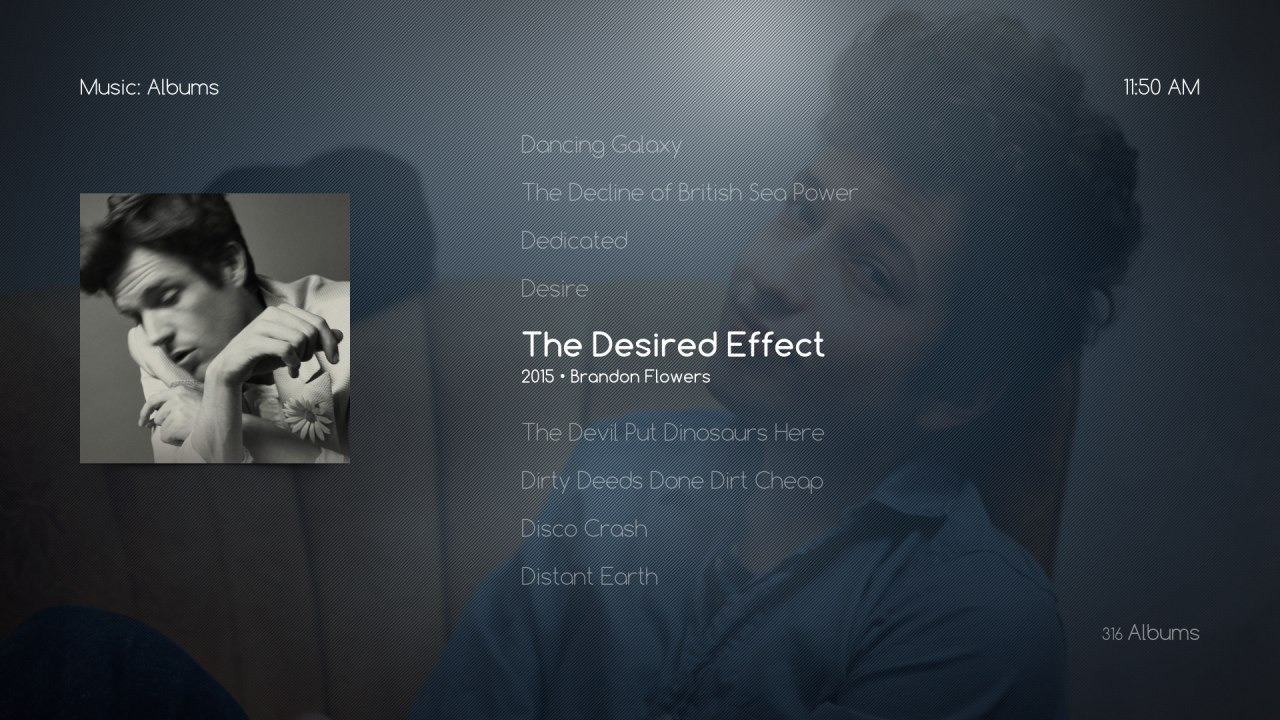 Music: Albums
11:50 AM
Dancing Galaxy
The Decline of British Sea Power
Dedicated
Desire
The Desired Effect
2015 • Brandon Flowers
The Devil Put Dinosaurs Here
Dirty Deeds Done Dirt Cheap
Disco Crash
Distant Earth
316 Albums